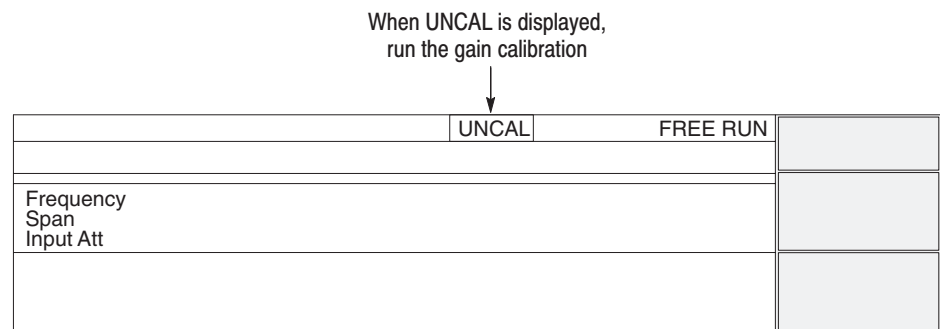 When UNCAL is displayed,
run the gain calibration
UNCAL FREE RUN
Frequency
Span
Input Att